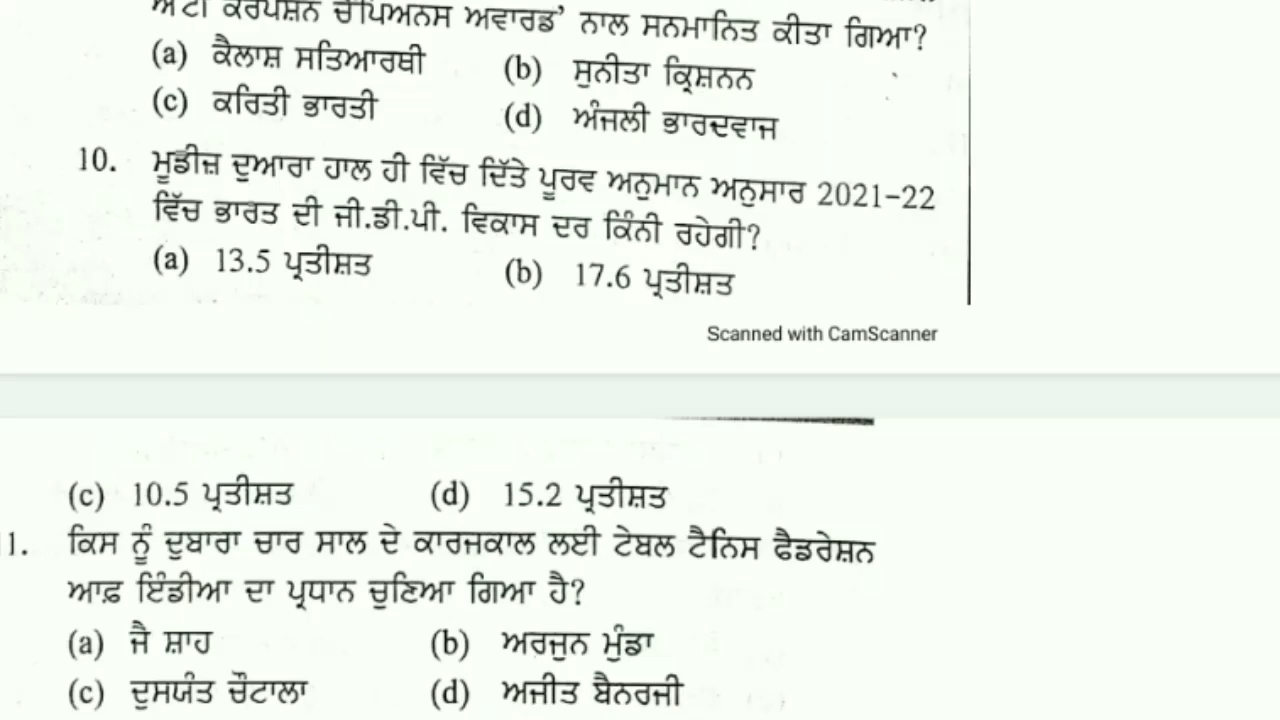 ਕਰਪਸ਼ਨ ਚੈਂਪਿਅਨਸ ਅਵਾਰਡ’ ਨਾਲ ਸਨਮਾਨਿਤ ਕੀਤਾ ਗਿਆ?
(a) ਕੈਲਾਸ਼ ਸਤਿਆਰਥੀ (b) ਸੁਨੀਤਾ ਕ੍ਰਿਸ਼ਨਨ
(c) ਕਰਿਤੀ ਭਾਰਤੀ (d) ਅੰਜਲੀ ਭਾਰਦਵਾਜ
10. ਮੂਡੀਜ਼ ਦੁਆਰਾ ਹਾਲ ਹੀ ਵਿੱਚ ਦਿੱਤੇ ਪੂਰਵ ਅਨੁਮਾਨ ਅਨੁਸਾਰ 2021-22
ਵਿੱਚ ਭਾਰਤ ਦੀ ਜੀ.ਡੀ.ਪੀ. ਵਿਕਾਸ ਦਰ ਕਿੰਨੀ ਰਹੇਗੀ?
(a) 13.5 ਪ੍ਰਤੀਸ਼ਤ (b) 17.6 ਪ੍ਰਤੀਸ਼ਤ
Scanned with CamScanner
(c) 10.5 ਪ੍ਰਤੀਸ਼ਤ (d) 15.2 ਪ੍ਰਤੀਸ਼ਤ
1. ਕਿਸ ਨੂੰ ਦੁਬਾਰਾ ਚਾਰ ਸਾਲ ਦੇ ਕਾਰਜਕਾਲ ਲਈ ਟੇਬਲ ਟੈਨਿਸ ਫੈਡਰੇਸ਼ਨ
ਆਫ਼ ਇੰਡੀਆ ਦਾ ਪ੍ਰਧਾਨ ਚੁਣਿਆ ਗਿਆ ਹੈ?
(a) ਜੈ ਸ਼ਾਹ (b) ਅਰਜੁਨ ਮੁੰਡਾ
(c) ਦੁਸਯੰਤ ਚੌਟਾਲਾ (d) ਅਜੀਤ ਬੈਨਰਜੀ